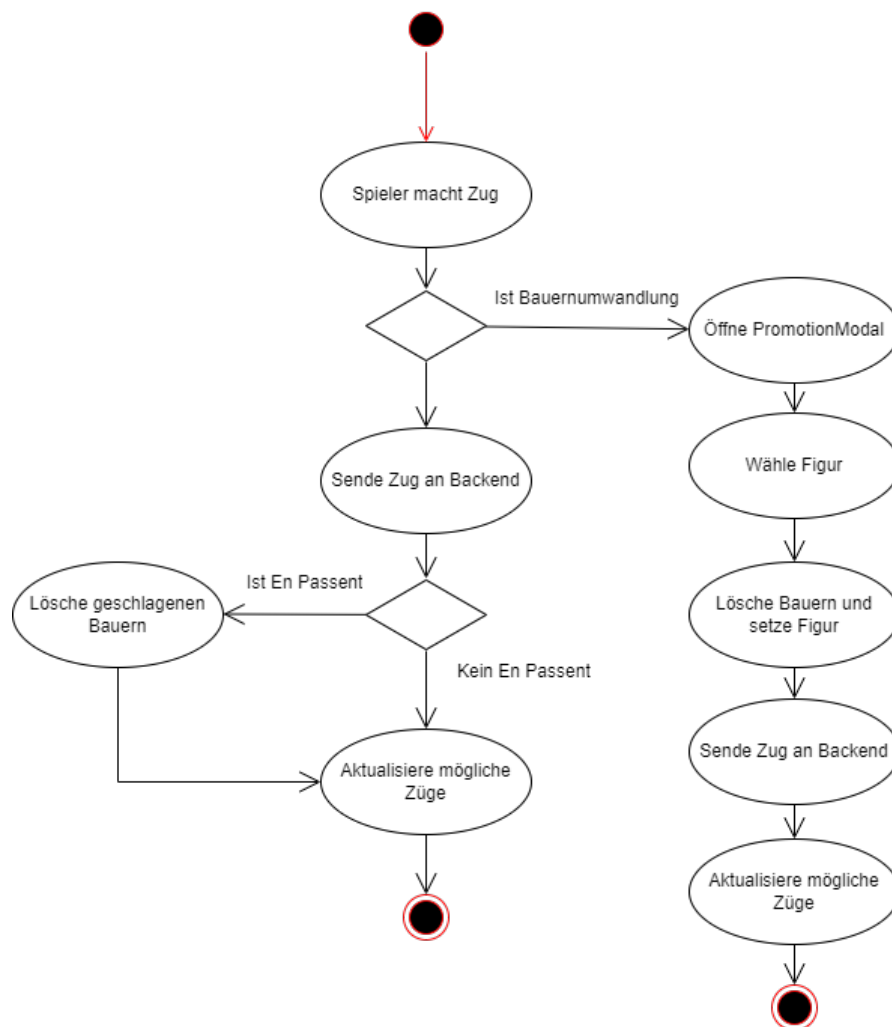 Spieler macht Zug
Ist Bauernumwandlung
Öffne PromotionModal
Sende Zug an Backend
Wähle Figur
Ist En Passent
Lösche geschlagenen
Bauern
Kein En Passent
Lösche Bauern und
setze Figur
Aktualisiere mögliche
Züge
Sende Zug an Backend
Aktualisiere mögliche
Züge